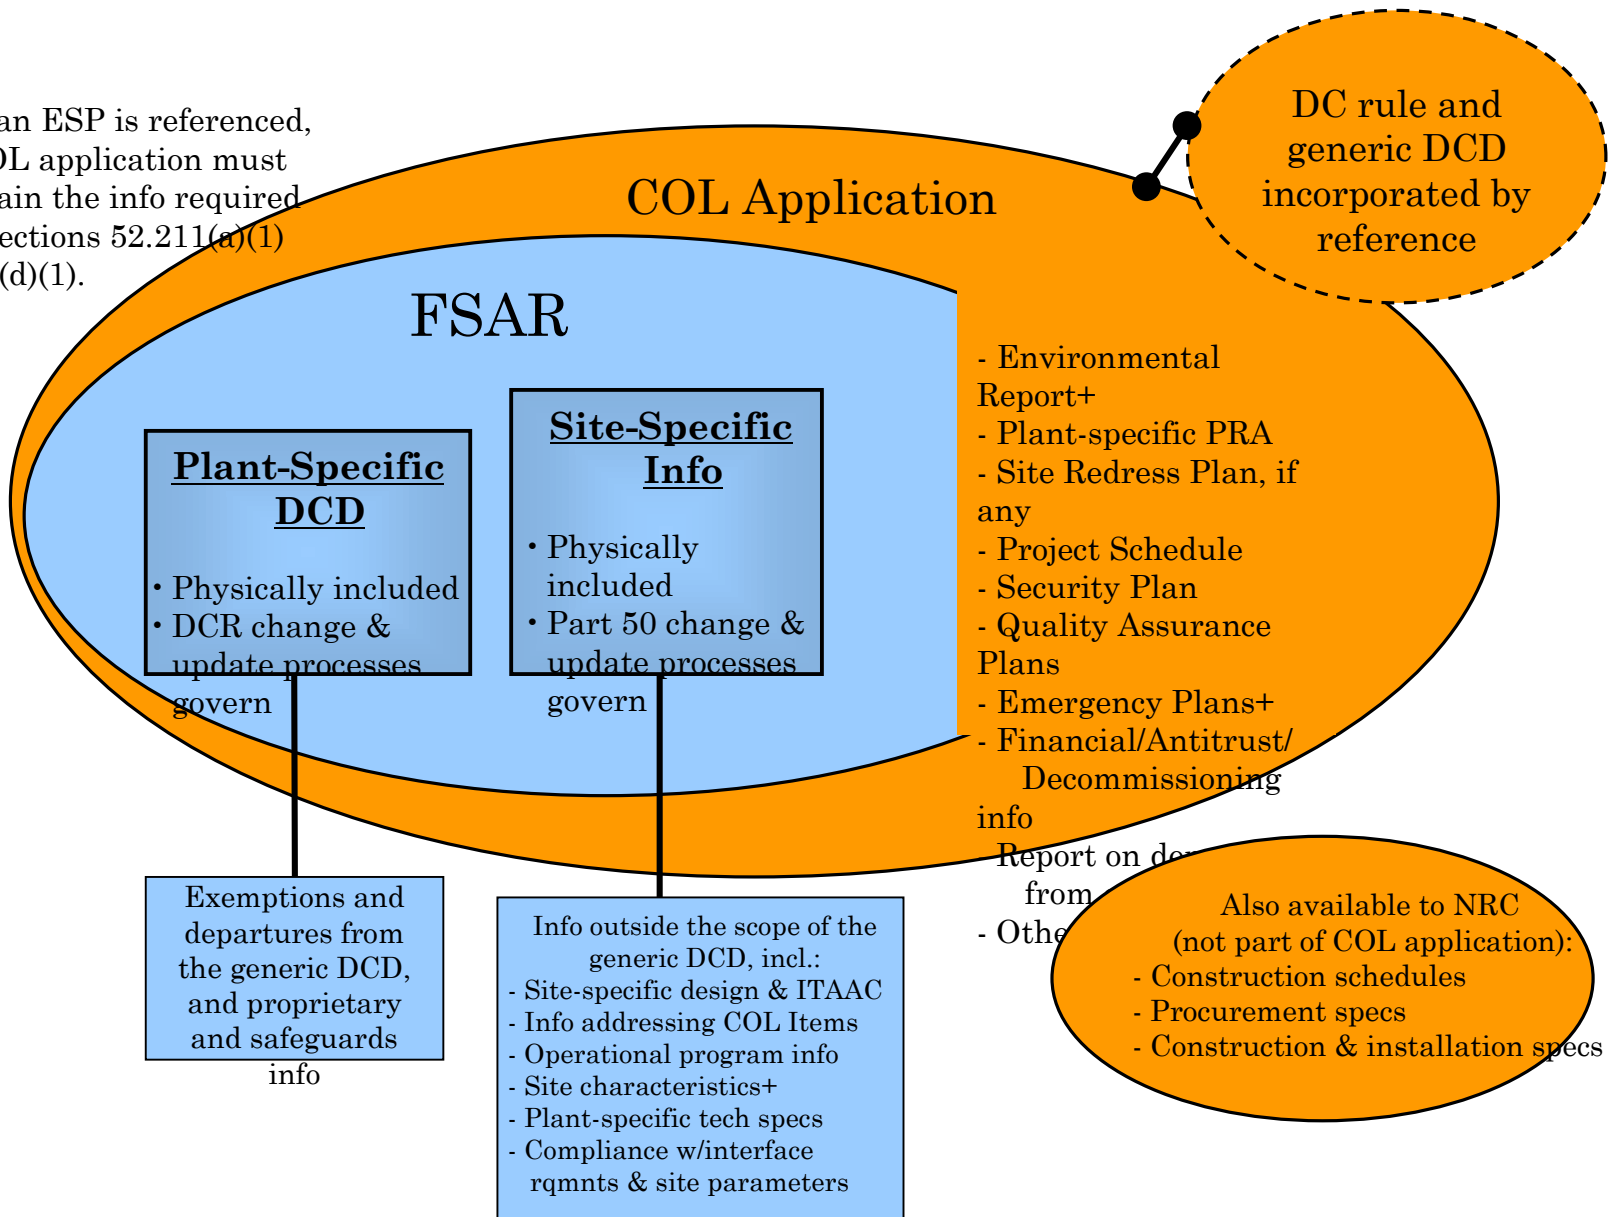 an ESP is referenced,
OL application must
ain the info required
ections 52.211(a)(1)
(d)(1).
COL Application
DC rule and
generic DCD
incorporated by
reference
FSAR
Plant-Specific
DCD
• Physically included
• DCR change &
update processes
govern
Site-Specific
Info
• Physically
included
• Part 50 change &
update processes
govern
- Environmental
Report+
- Plant-specific PRA
- Site Redress Plan, if
any
- Project Schedule
- Security Plan
- Quality Assurance
Plans
- Emergency Plans+
- Financial/Antitrust/
Decommissioning
info
Report on
from
-
Exemptions and
departures from
the generic DCD,
and proprietary
and safeguards
info
Info outside the scope of the
generic DCD, incl.:
- Site-specific design & ITAAC
- Info addressing COL Items
- Operational program info
- Site characteristics+
- Plant-specific tech specs
- Compliance w/interface
rqmnts & site parameters
Also available to NRC
(not part of COL application):
- Construction schedules
- Procurement specs
- Construction & installation specs